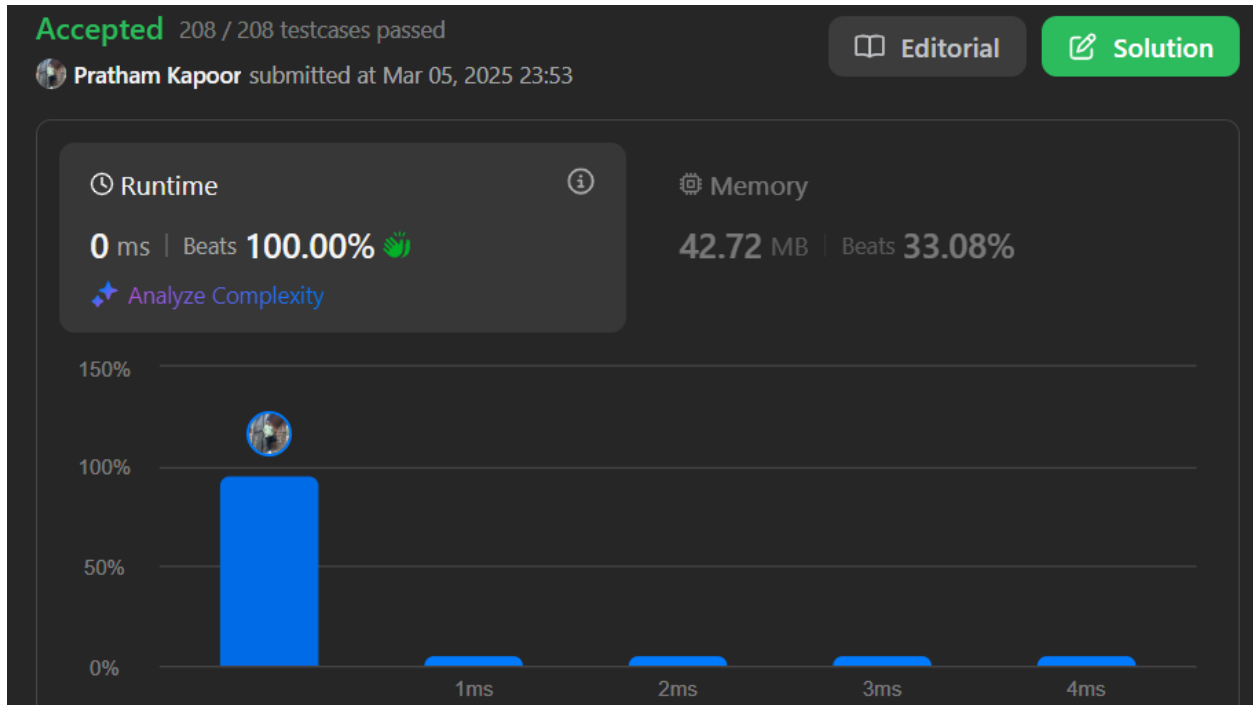 Accepted 208 / 208 testcases passed
Editorial
Solution
Pratham Kapoor submitted at Mar 05, 2025 23:53
Runtime
0 ms | Beats 100.00%
Analyze Complexity
Memory
42.72 MB | Beats 33.08%
150%
100%
50%
0%
1ms 2ms 3ms 4ms